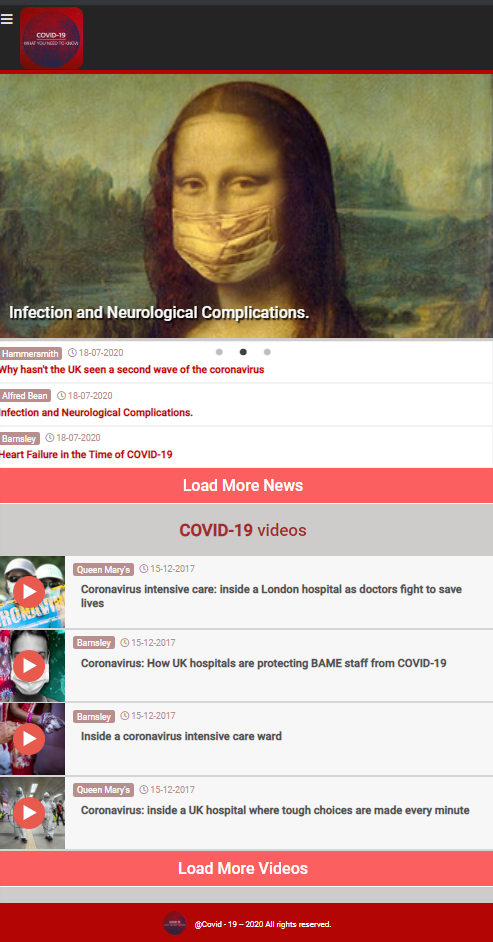 COVID-19
WHAT YOU NEED TO KNOW
Infection and Neurological Complications.
Hammersmith 18-07-2020
Why hasn't the UK seen a second wave of the coronavirus
Alfred Bean 18-07-2020
Infection and Neurological Complications.
Barnsley 18-07-2020
Heart Failure in the Time of COVID-19
Load More News
COVID-19 videos
Queen Mary's 15-12-2017
Coronavirus intensive care: inside a London hospital as doctors fight to save
lives
Barnsley 15-12-2017
Coronavirus: How UK hospitals are protecting BAME staff from COVID-19
Barnsley 15-12-2017
Inside a coronavirus intensive care ward
Queen Mary's 15-12-2017
Coronavirus: inside a UK hospital where tough choices are made every minute
Load More Videos
@Covid - 19 – 2020 All rights reserved.